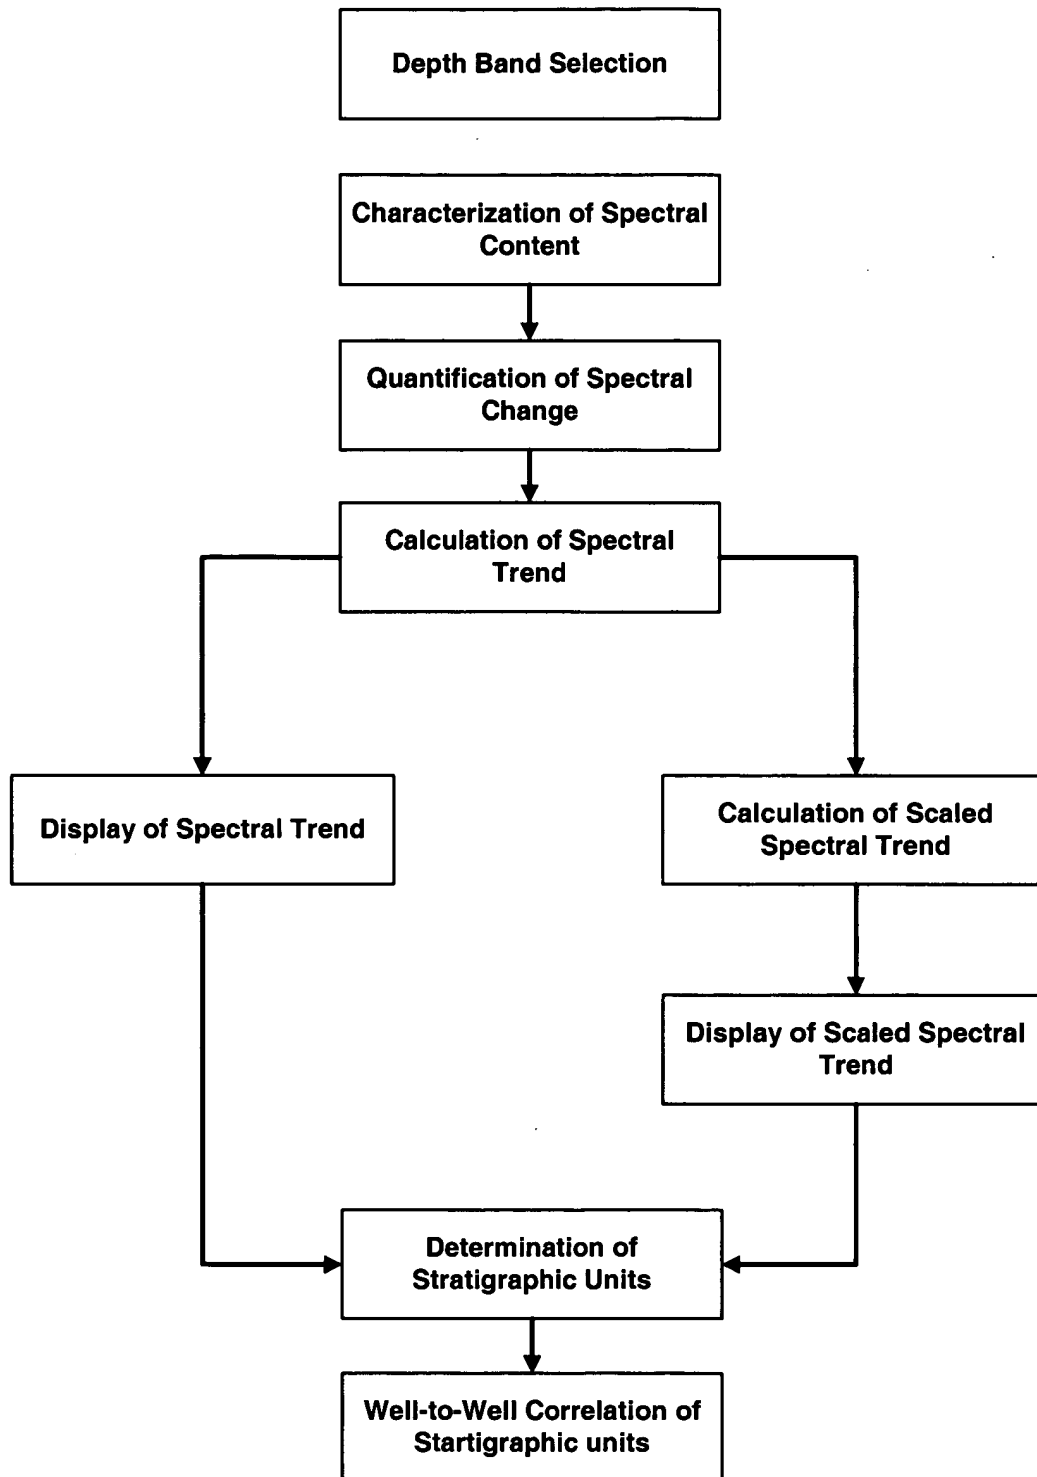 Depth Band Selection
Characterization of Spectral
Content
Quantification of Spectral
Change
Calculation of Spectral
Trend
Display of Spectral Trend
Calculation of Scaled
Spectral Trend
Display of Scaled Spectral
Trend
Determination of
Stratigraphic Units
Well-to-Well Correlation of
Startigraphic units